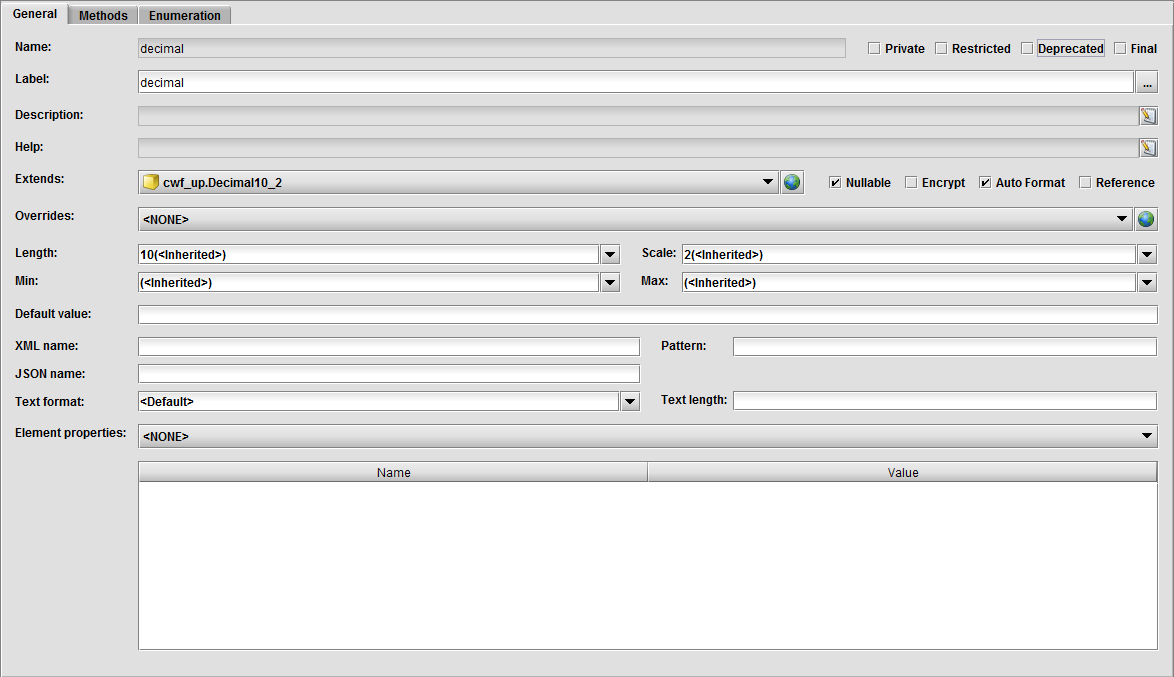 General Methods Enumeration
Name: decimal Private Restricted Deprecated Final
Label: decimal ...
Description:
Help:
Extends: cwf_up.Decimal10_2 Nullable Encrypt Auto Format Reference
Overrides: <NONE>
Length: 10(<Inherited>) Scale: 2(<Inherited>)
Min: (<Inherited>) Max: (<Inherited>)
Default value:
XML name: Pattern:
JSON name:
Text format: <Default> Text length:
Element properties: <NONE>
Name Value